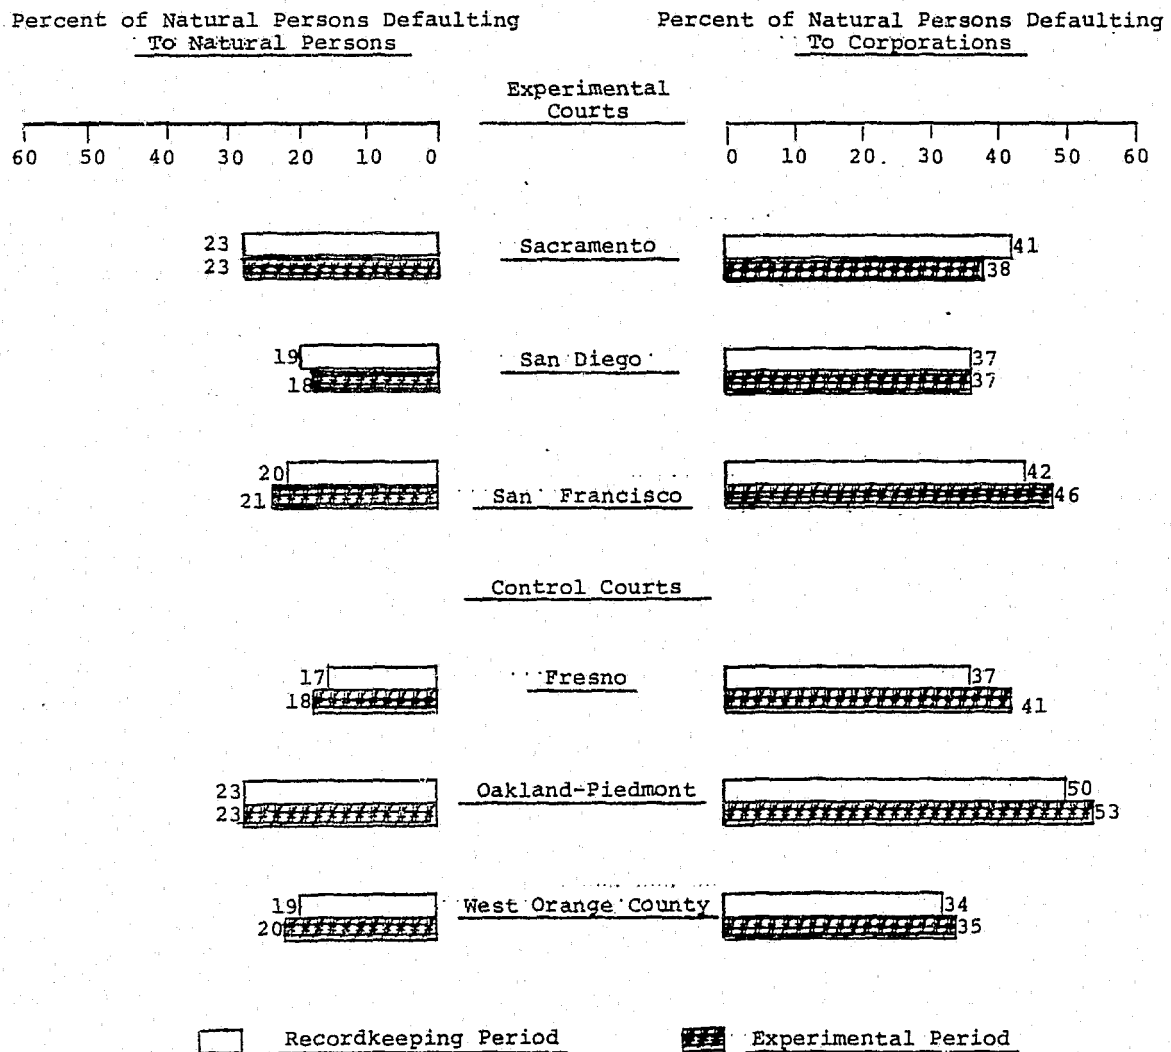 Percent of Natural Persons Defaulting
To Natural Persons
Percent of Natural Persons Defaulting
To Corporations
Experimental
Courts
60 50 40 30 20 10 0
0 10 20 30 40 50 60
23 Sacramento 41
23 38
19 San Diego 37
18 37
20 42
21 San Francisco 46
Control Courts
17 Fresno 37
18 41
23 Oakland-Piedmont 50
23 53
19 West Orange County 34
20 35
Recordkeeping Period Experimental Period